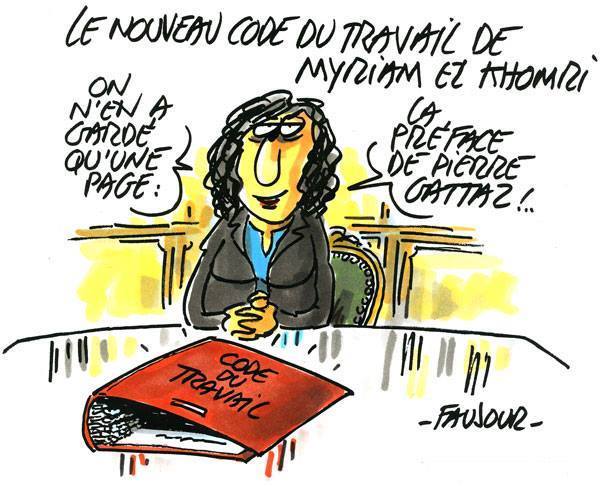 LE NOUVEAU CODE DU TRAVAIL DE
MYRIAM EL KHOMRI
ON
N'EN A
GARDÉ
QU'UNE
PAGE :
LA
PRÉFACE
DE PIERRE
GATTAZ !..
CODE
DU
TRAVAIL
- FAUJOUR -